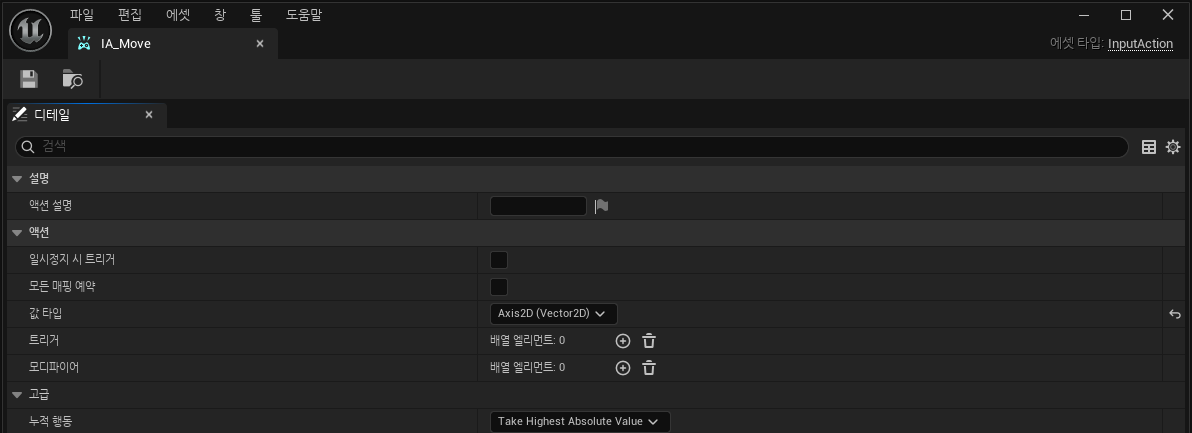 파일 편집 에셋 창 툴 도움말
IA_Move
에셋 타입: InputAction
디테일
검색
설명
액션 설명
액션
일시정지 시 트리거
모든 매핑 예약
값 타입 Axis2D (Vector2D)
트리거 배열 엘리먼트: 0
모디파이어 배열 엘리먼트: 0
고급
누적 행동 Take Highest Absolute Value